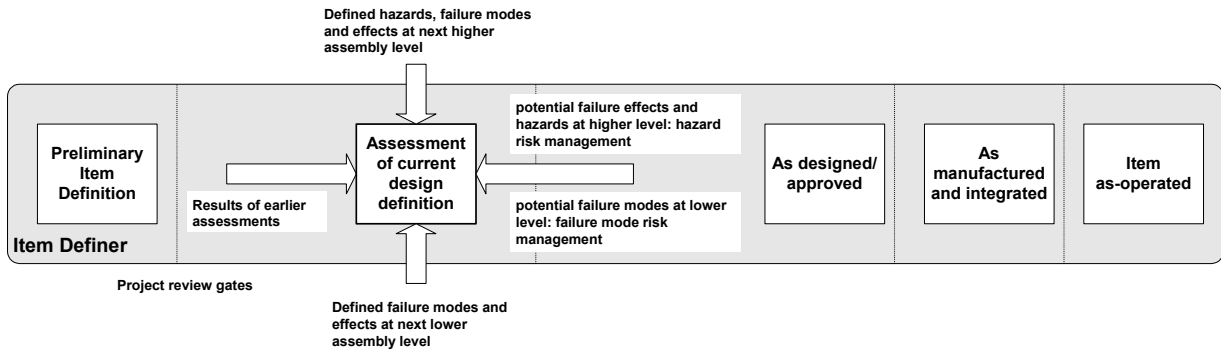 Defined hazards, failure modes
and effects at next higher
assembly level
Preliminary
Item
Definition
Results of earlier
assessments
Assessment
of current
design
definition
potential failure effects and
hazards at higher level: hazard
risk management
potential failure modes at lower
level: failure mode risk
management
As designed/
approved
As
manufactured
and integrated
Item
as-operated
Item Definer
Project review gates
Defined failure modes and
effects at next lower
assembly level